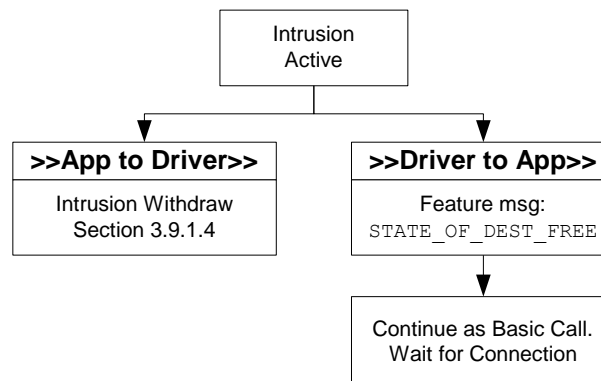 Intrusion
Active
>>App to Driver>>
Intrusion Withdraw
Section 3.9.1.4
>>Driver to App>>
Feature msg:
STATE_OF_DEST_FREE
Continue as Basic Call.
Wait for Connection